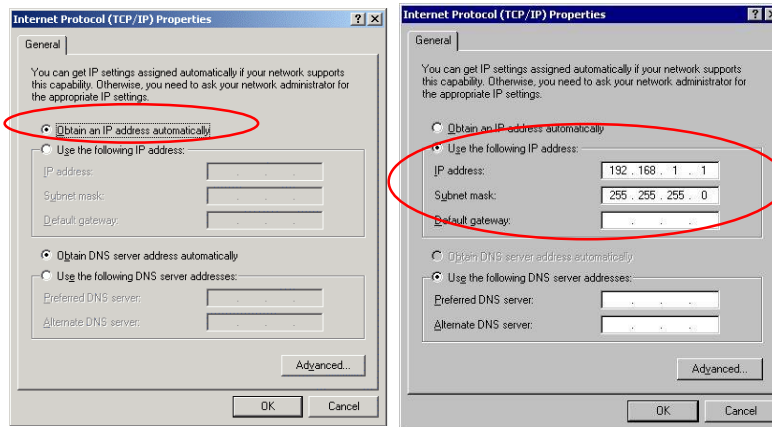 Internet Protocol (TCP/IP) Properties
General
You can get IP settings assigned automatically if your network supports
this capability. Otherwise, you need to ask your network administrator for
the appropriate IP settings.
Obtain an IP address automatically
Use the following IP address:
IP address:
Subnet mask:
Default gateway:
Obtain DNS server address automatically
Use the following DNS server addresses:
Preferred DNS server:
Alternate DNS server:
Advanced...
OK Cancel
Internet Protocol (TCP/IP) Properties
General
You can get IP settings assigned automatically if your network supports
this capability. Otherwise, you need to ask your network administrator for
the appropriate IP settings.
Obtain an IP address automatically
Use the following IP address:
IP address: 192 . 168 . 1 . 1
Subnet mask: 255 . 255 . 255 . 0
Default gateway:
Obtain DNS server address automatically
Use the following DNS server addresses:
Preferred DNS server:
Alternate DNS server:
Advanced...
OK Cancel